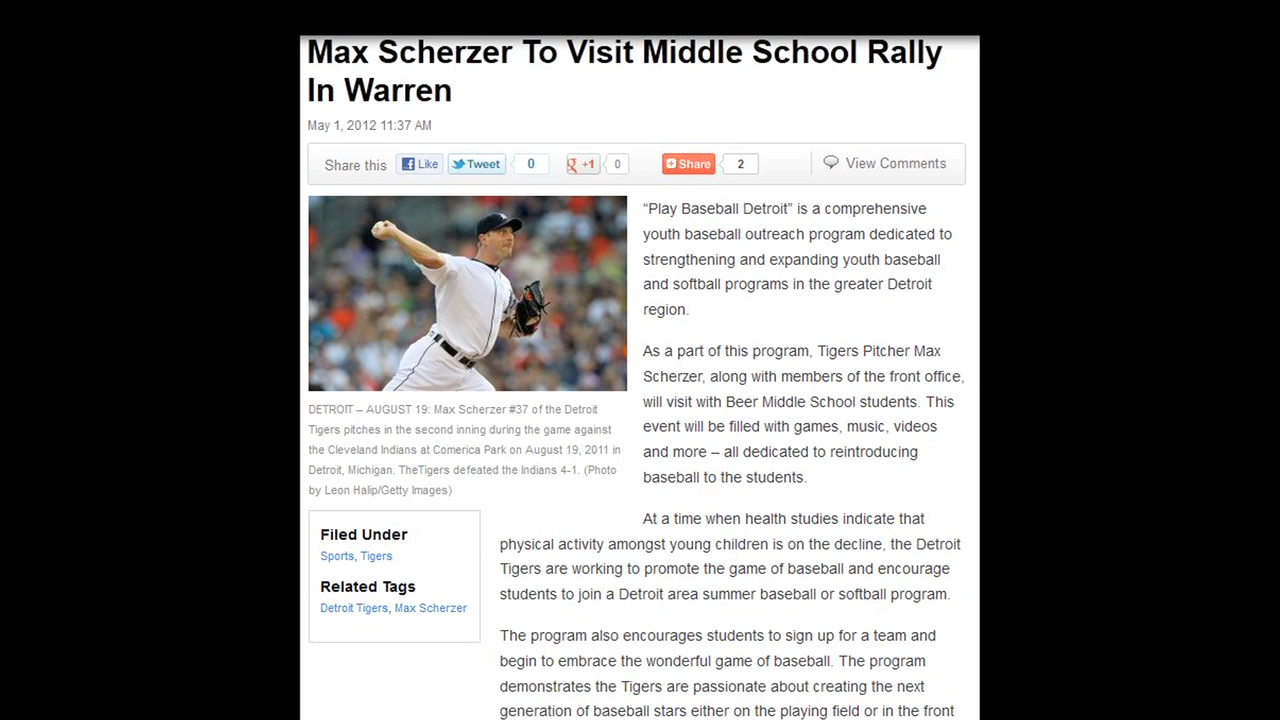 Max Scherzer To Visit Middle School Rally
In Warren
May 1, 2012 11:37 AM
Share this
Like
Tweet
0
g +1
0
Share
2
View Comments
“Play Baseball Detroit” is a comprehensive
youth baseball outreach program dedicated to
strengthening and expanding youth baseball
and softball programs in the greater Detroit
region.
As a part of this program, Tigers Pitcher Max
Scherzer, along with members of the front office,
will visit with Beer Middle School students. This
event will be filled with games, music, videos
and more – all dedicated to reintroducing
baseball to the students.
DETROIT – AUGUST 19: Max Scherzer #37 of the Detroit
Tigers pitches in the second inning during the game against
the Cleveland Indians at Comerica Park on August 19, 2011 in
Detroit, Michigan. TheTigers defeated the Indians 4-1. (Photo
by Leon Halip/Getty Images)
Filed Under
Sports, Tigers
Related Tags
Detroit Tigers, Max Scherzer
At a time when health studies indicate that
physical activity amongst young children is on the decline, the Detroit
Tigers are working to promote the game of baseball and encourage
students to join a Detroit area summer baseball or softball program.
The program also encourages students to sign up for a team and
begin to embrace the wonderful game of baseball. The program
demonstrates the Tigers are passionate about creating the next
generation of baseball stars either on the playing field or in the front